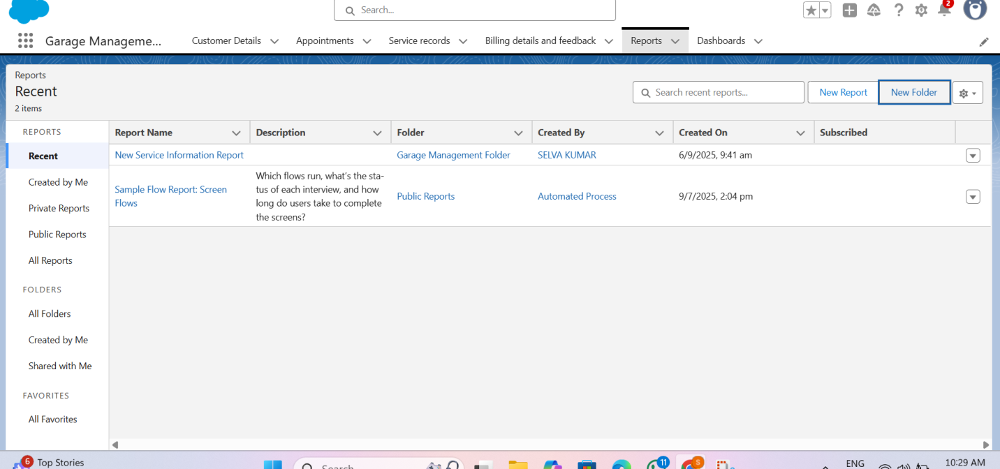 Search...
2
Garage Manageme...
Customer Details
Appointments
Service records
Billing details and feedback
Reports
Dashboards
Reports
Recent
2 items
Search recent reports...
New Report
New Folder
REPORTS
Recent
Created by Me
Private Reports
Public Reports
All Reports
FOLDERS
All Folders
Created by Me
Shared with Me
FAVORITES
All Favorites
Report Name
Description
Folder
Created By
Created On
Subscribed
New Service Information Report
Garage Management Folder
SELVA KUMAR
6/9/2025, 9:41 am
Sample Flow Report: Screen
Flows
Which flows run, what's the sta-
tus of each interview, and how
long do users take to complete
the screens?
Public Reports
Automated Process
9/7/2025, 2:04 pm
6
Top Stories
Search
11
S
ENG
10:29 AM